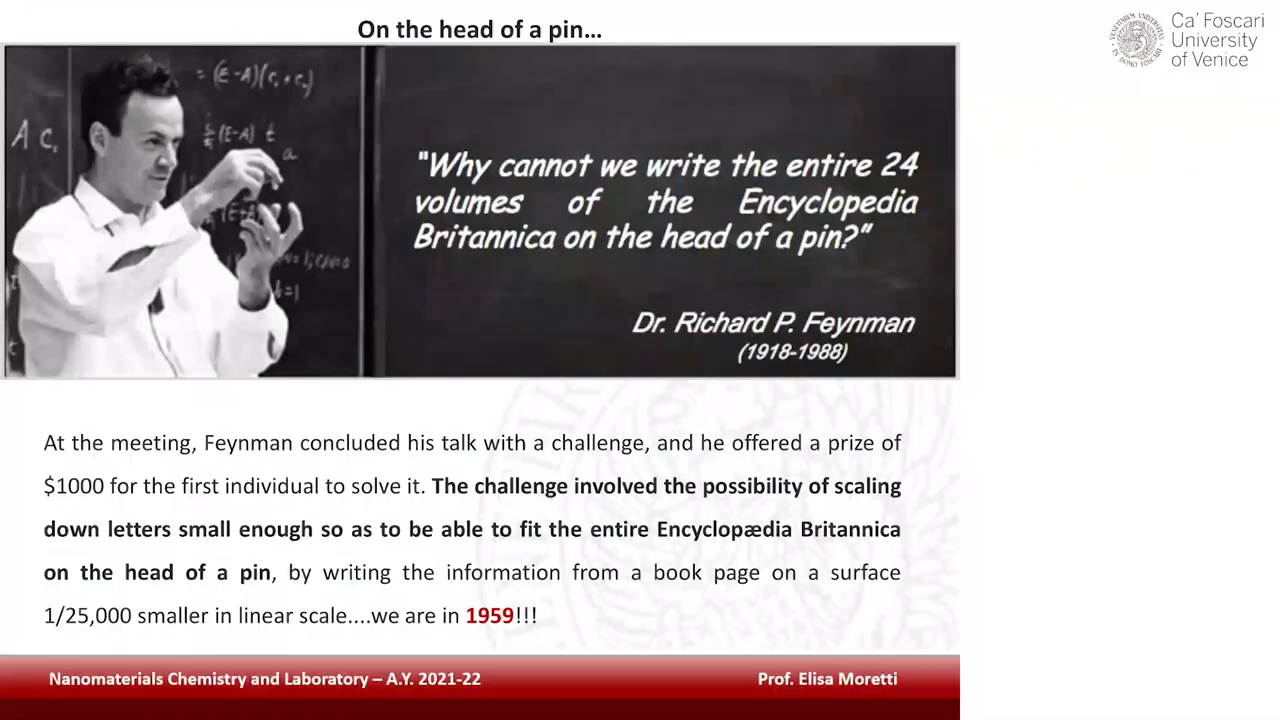 On the head of a pin...
Ca' Foscari
University
of Venice
= (E-A)(
A C
(E-A) t
a
"Why cannot we write the entire 24
volumes of the Encyclopedia
Britannica on the head of a pin?"
Dr. Richard P. Feynman
(1918-1988)
At the meeting, Feynman concluded his talk with a challenge, and he offered a prize of
$1000 for the first individual to solve it. The challenge involved the possibility of scaling
down letters small enough so as to be able to fit the entire Encyclopædia Britannica
on the head of a pin, by writing the information from a book page on a surface
1/25,000 smaller in linear scale....we are in 1959!!!
Nanomaterials Chemistry and Laboratory – A.Y. 2021-22
Prof. Elisa Moretti